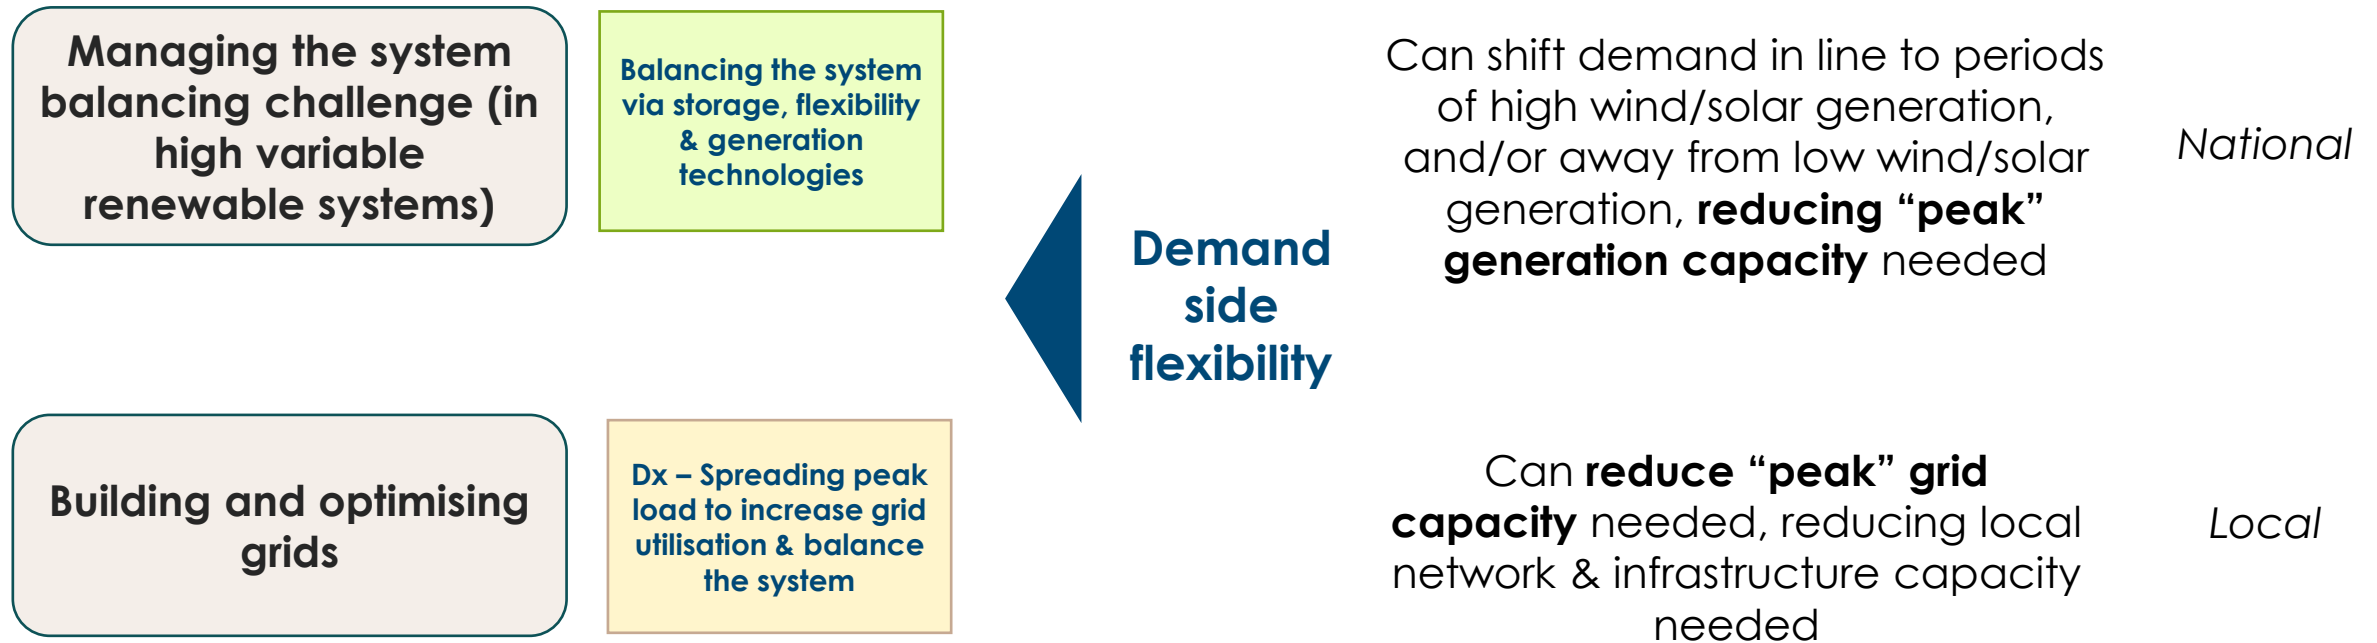 Managing the system
balancing challenge (in
high variable
renewable systems)
Balancing the system
via storage, flexibility
& generation
technologies
Demand
side
flexibility
Can shift demand in line to periods
of high wind/solar generation,
and/or away from low wind/solar
generation, reducing “peak”
generation capacity needed
National
Building and optimising
grids
Dx – Spreading peak
load to increase grid
utilisation & balance
the system
Can reduce “peak” grid
capacity needed, reducing local
network & infrastructure capacity
needed
Local